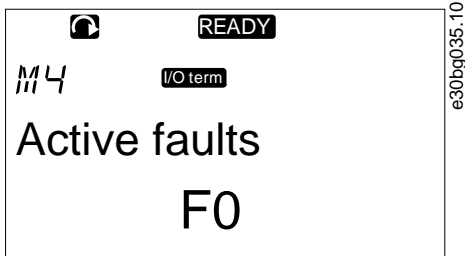 READY
M4
I/O term
Active faults
F0
e30bg035.10